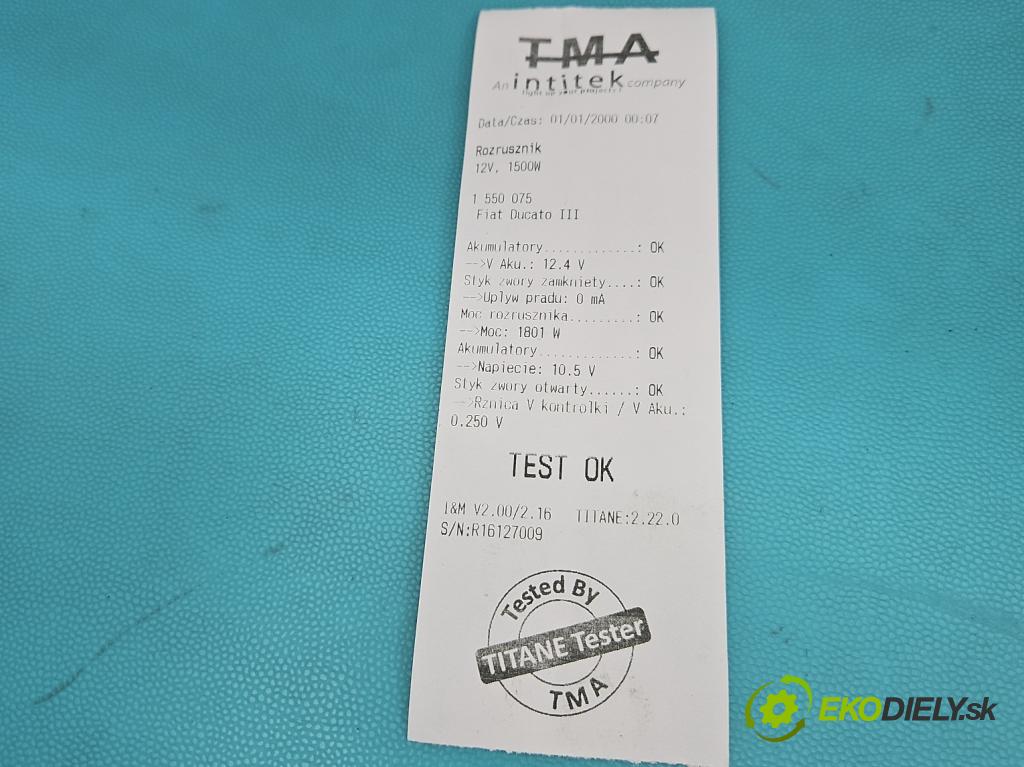 TMA
An intitek company
light up your projects!
Data/Czas: 01/01/2000 00:07
Rozrusznik
12V, 1500W
1 550 075
Fiat Ducato III
Akumulatory.............: OK
-->V Aku.: 12.4 V
Styk zwory zamkniety....: OK
-->Uplyw pradu: 0 mA
Moc rozrusznika.........: OK
-->Moc: 1801 W
Akumulatory.............: OK
-->Napiecie: 10.5 V
Styk zwory otwarty......: OK
-->Rznica V kontrolki / V Aku.:
0.250 V
TEST OK
I&M V2.00/2.16 TITANE:2.22.0
S/N:R16127009
Tested By
TITANE Tester
TMA
EKODIELY.sk